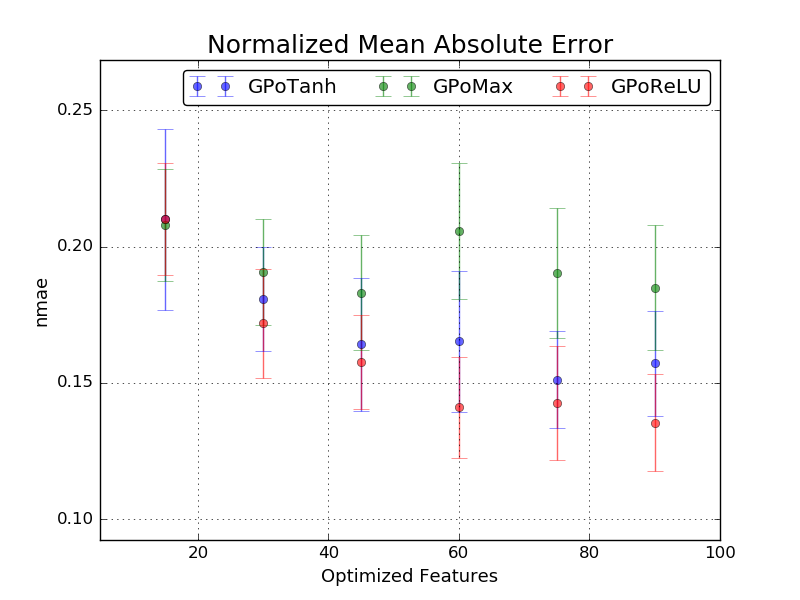 Normalized Mean Absolute Error
GPoTanh GPoMax GPoReLU
0.25
0.20
0.15
0.10
nmae
20 40 60 80 100
Optimized Features